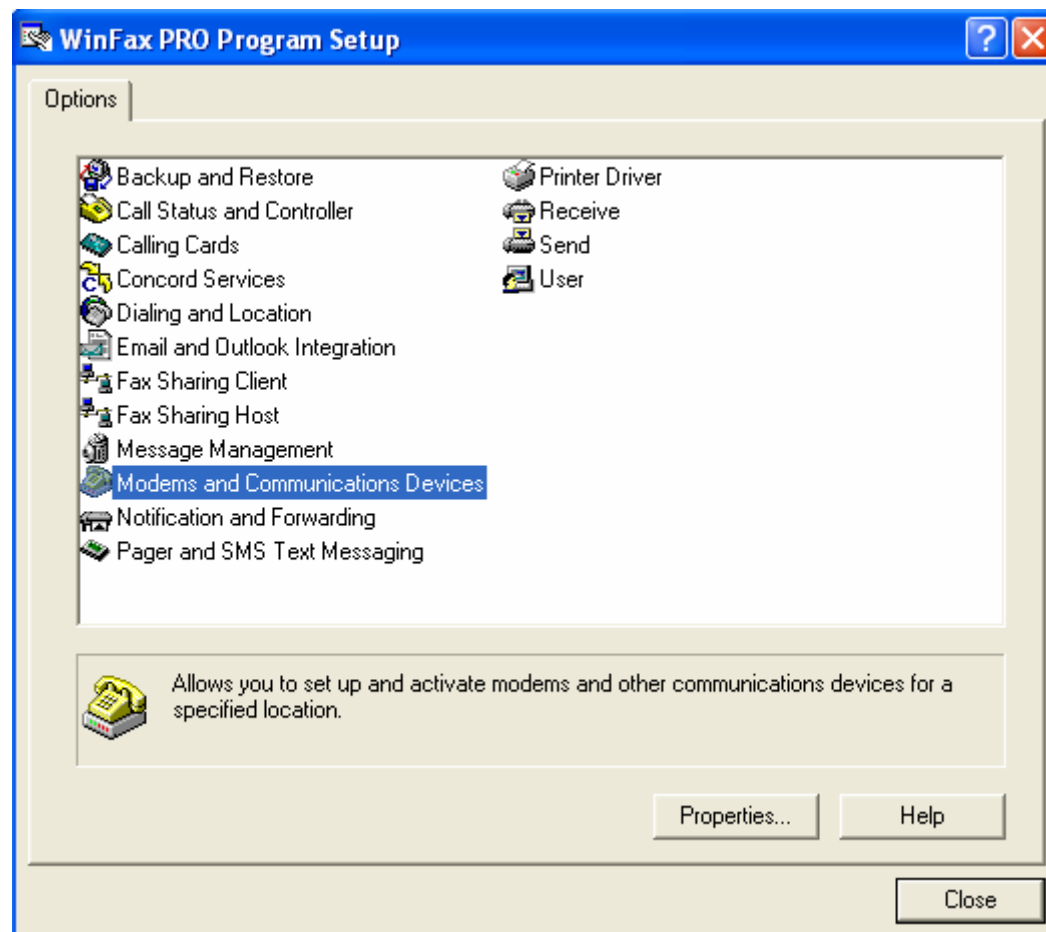 WinFax PRO Program Setup
Options
Backup and Restore
Call Status and Controller
Calling Cards
Concord Services
Dialing and Location
Email and Outlook Integration
Fax Sharing Client
Fax Sharing Host
Message Management
Modems and Communications Devices
Notification and Forwarding
Pager and SMS Text Messaging
Printer Driver
Receive
Send
User
Allows you to set up and activate modems and other communications devices for a
specified location.
Properties...
Help
Close